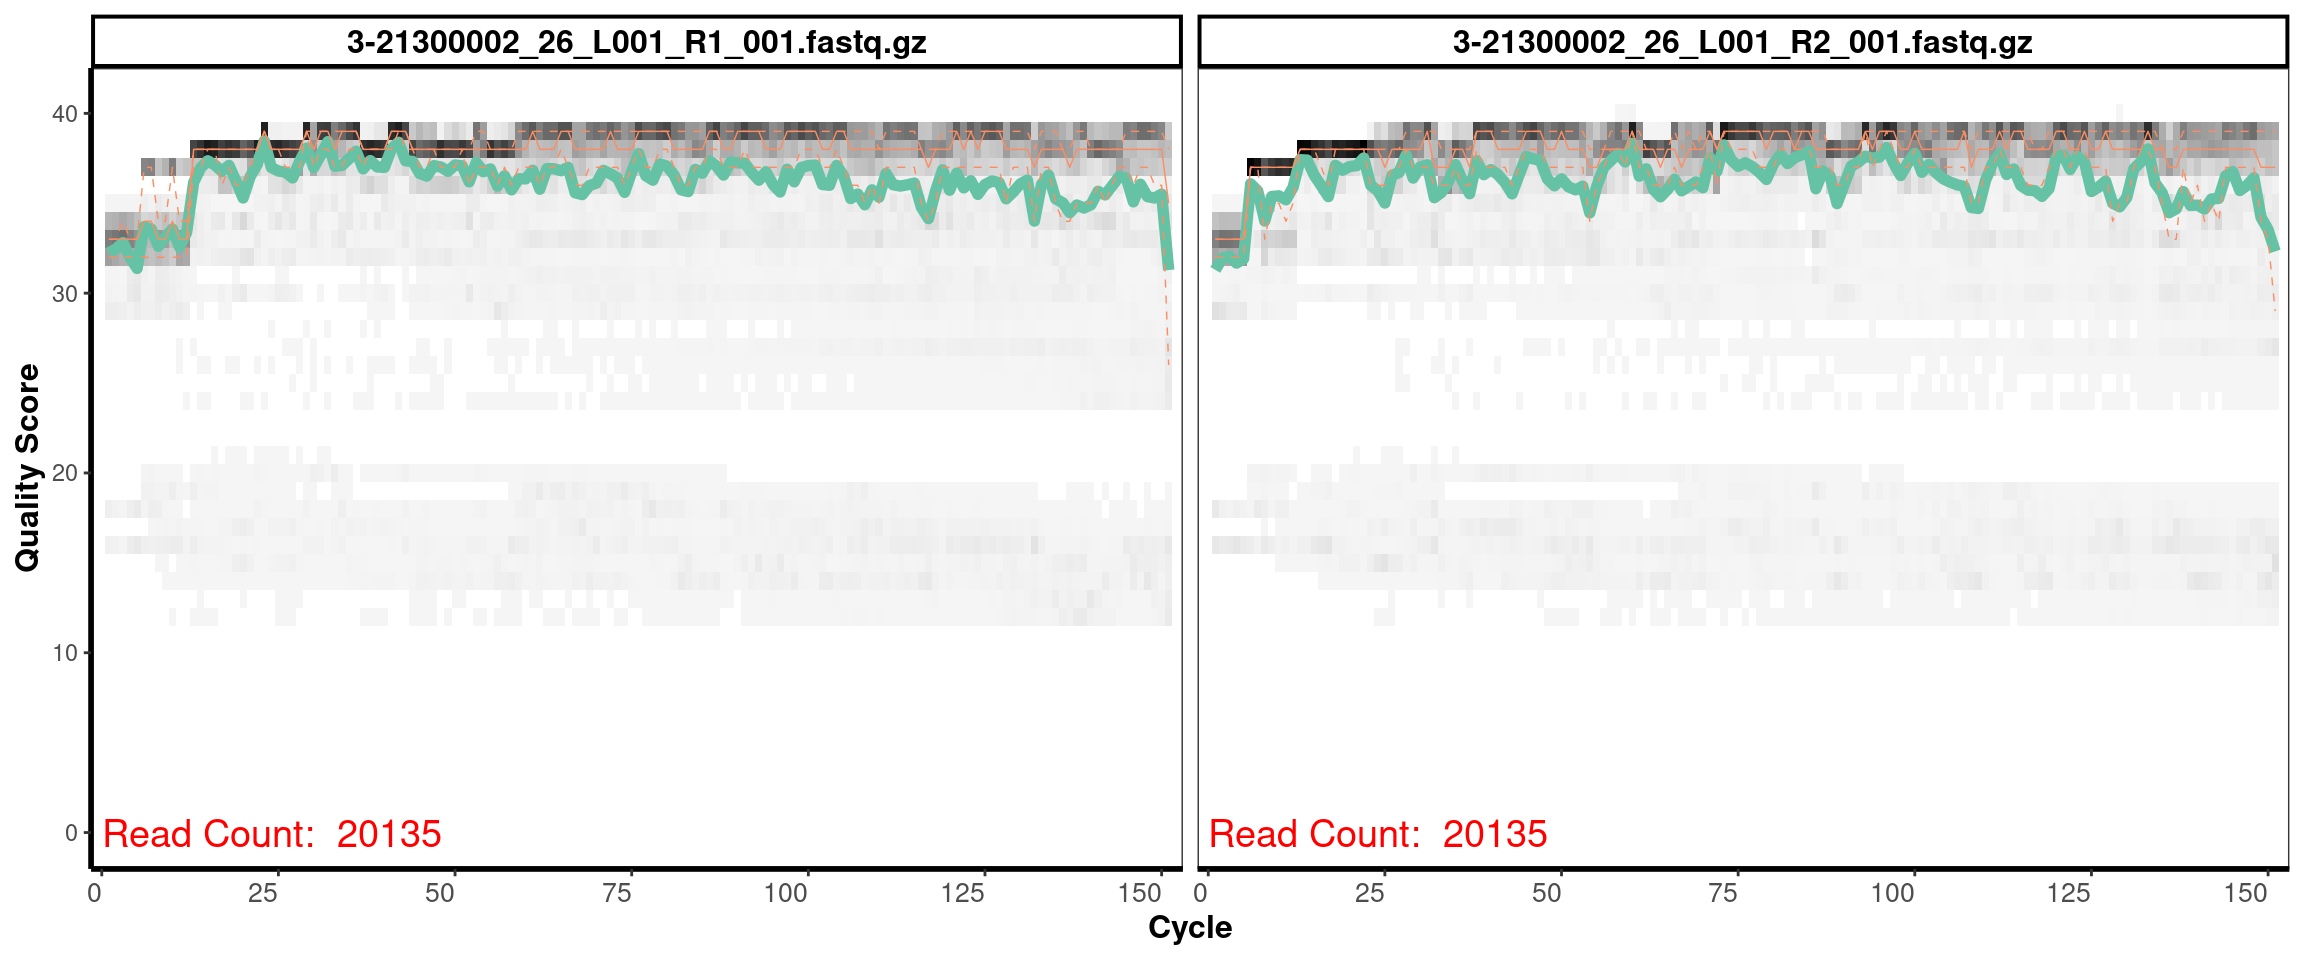 3-21300002_26_L001_R1_001.fastq.gz
3-21300002_26_L001_R2_001.fastq.gz
Quality Score
40
30
20
10
0
Read Count:  20135
Read Count:  20135
0 25 50 75 100 125 150
0 25 50 75 100 125 150
Cycle